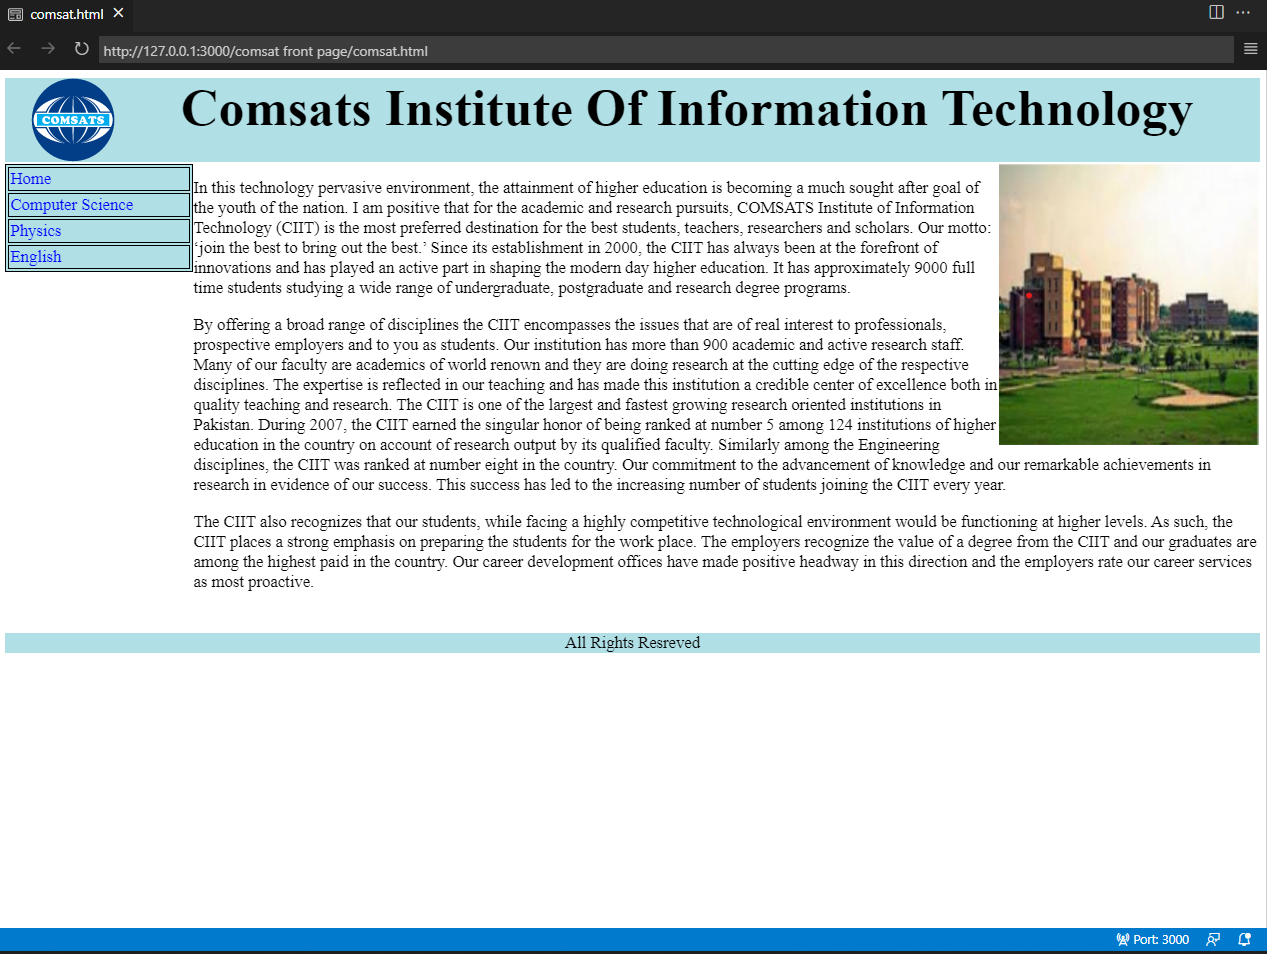 comsat.html
http://127.0.0.1:3000/comsat front page/comsat.html
COMSATS
Comsats Institute Of Information Technology
Home
Computer Science
Physics
English
In this technology pervasive environment, the attainment of higher education is becoming a much sought after goal of
the youth of the nation. I am positive that for the academic and research pursuits, COMSATS Institute of Information
Technology (CIIT) is the most preferred destination for the best students, teachers, researchers and scholars. Our motto:
‘join the best to bring out the best.’ Since its establishment in 2000, the CIIT has always been at the forefront of
innovations and has played an active part in shaping the modern day higher education. It has approximately 9000 full
time students studying a wide range of undergraduate, postgraduate and research degree programs.
By offering a broad range of disciplines the CIIT encompasses the issues that are of real interest to professionals,
prospective employers and to you as students. Our institution has more than 900 academic and active research staff.
Many of our faculty are academics of world renown and they are doing research at the cutting edge of the respective
disciplines. The expertise is reflected in our teaching and has made this institution a credible center of excellence both in
quality teaching and research. The CIIT is one of the largest and fastest growing research oriented institutions in
Pakistan. During 2007, the CIIT earned the singular honor of being ranked at number 5 among 124 institutions of higher
education in the country on account of research output by its qualified faculty. Similarly among the Engineering
disciplines, the CIIT was ranked at number eight in the country. Our commitment to the advancement of knowledge and our remarkable achievements in
research in evidence of our success. This success has led to the increasing number of students joining the CIIT every year.
The CIIT also recognizes that our students, while facing a highly competitive technological environment would be functioning at higher levels. As such, the
CIIT places a strong emphasis on preparing the students for the work place. The employers recognize the value of a degree from the CIIT and our graduates are
among the highest paid in the country. Our career development offices have made positive headway in this direction and the employers rate our career services
as most proactive.
All Rights Resreved
Port: 3000